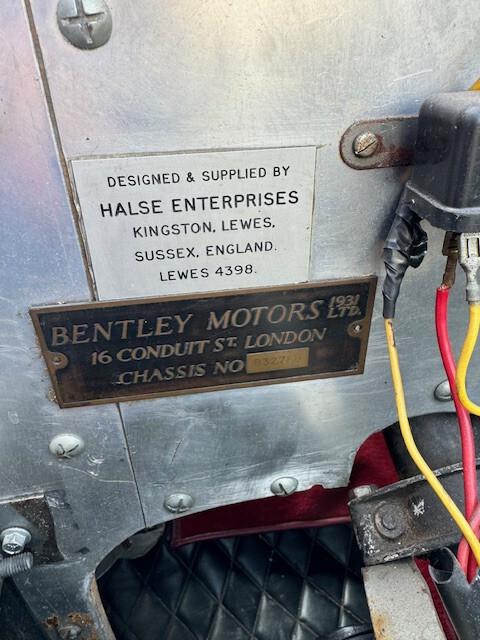 DESIGNED & SUPPLIED BY
HALSE ENTERPRISES
KINGSTON, LEWES,
SUSSEX, ENGLAND.
LEWES 4398.
BENTLEY MOTORS 1931 LTD.
16 CONDUIT ST. LONDON
CHASSIS NO